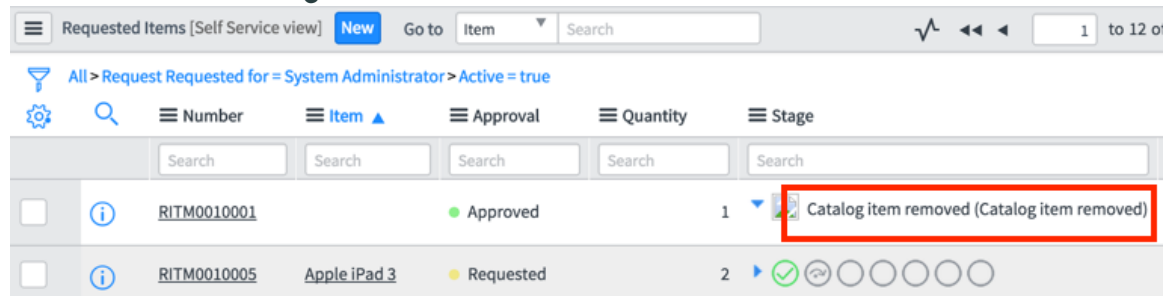 Requested Items [Self Service view] New Go to Item Search 1 to 12 of
All > Request Requested for = System Administrator > Active = true
Number Item Approval Quantity Stage
Search Search Search Search Search
RITM0010001 Approved 1 Catalog item removed (Catalog item removed)
RITM0010005 Apple iPad 3 Requested 2